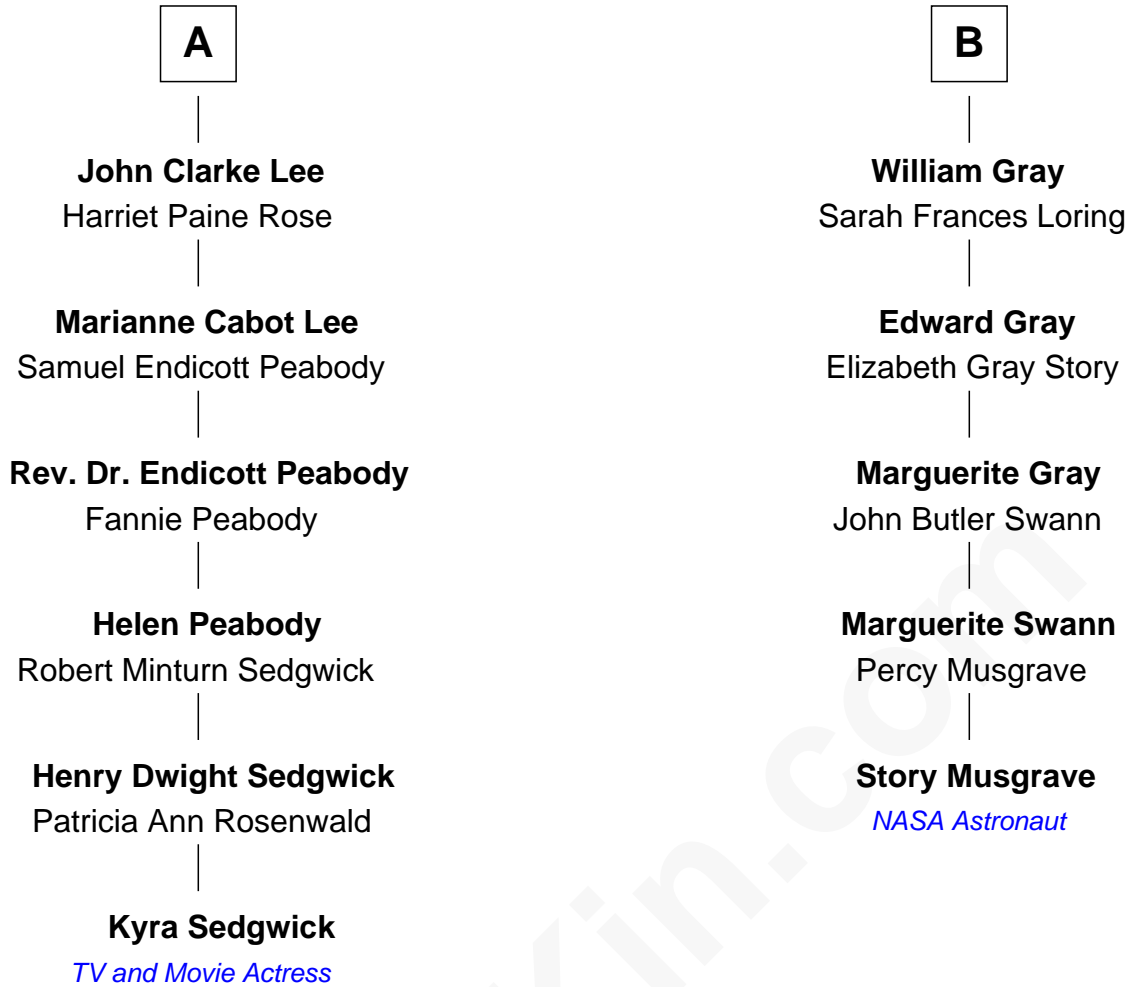 A
John Clarke Lee
Harriet Paine Rose
Marianne Cabot Lee
Samuel Endicott Peabody
Rev. Dr. Endicott Peabody
Fannie Peabody
Helen Peabody
Robert Minturn Sedgwick
Henry Dwight Sedgwick
Patricia Ann Rosenwald
Kyra Sedgwick
TV and Movie Actress
B
William Gray
Sarah Frances Loring
Edward Gray
Elizabeth Gray Story
Marguerite Gray
John Butler Swann
Marguerite Swann
Percy Musgrave
Story Musgrave
NASA Astronaut
Kin.com